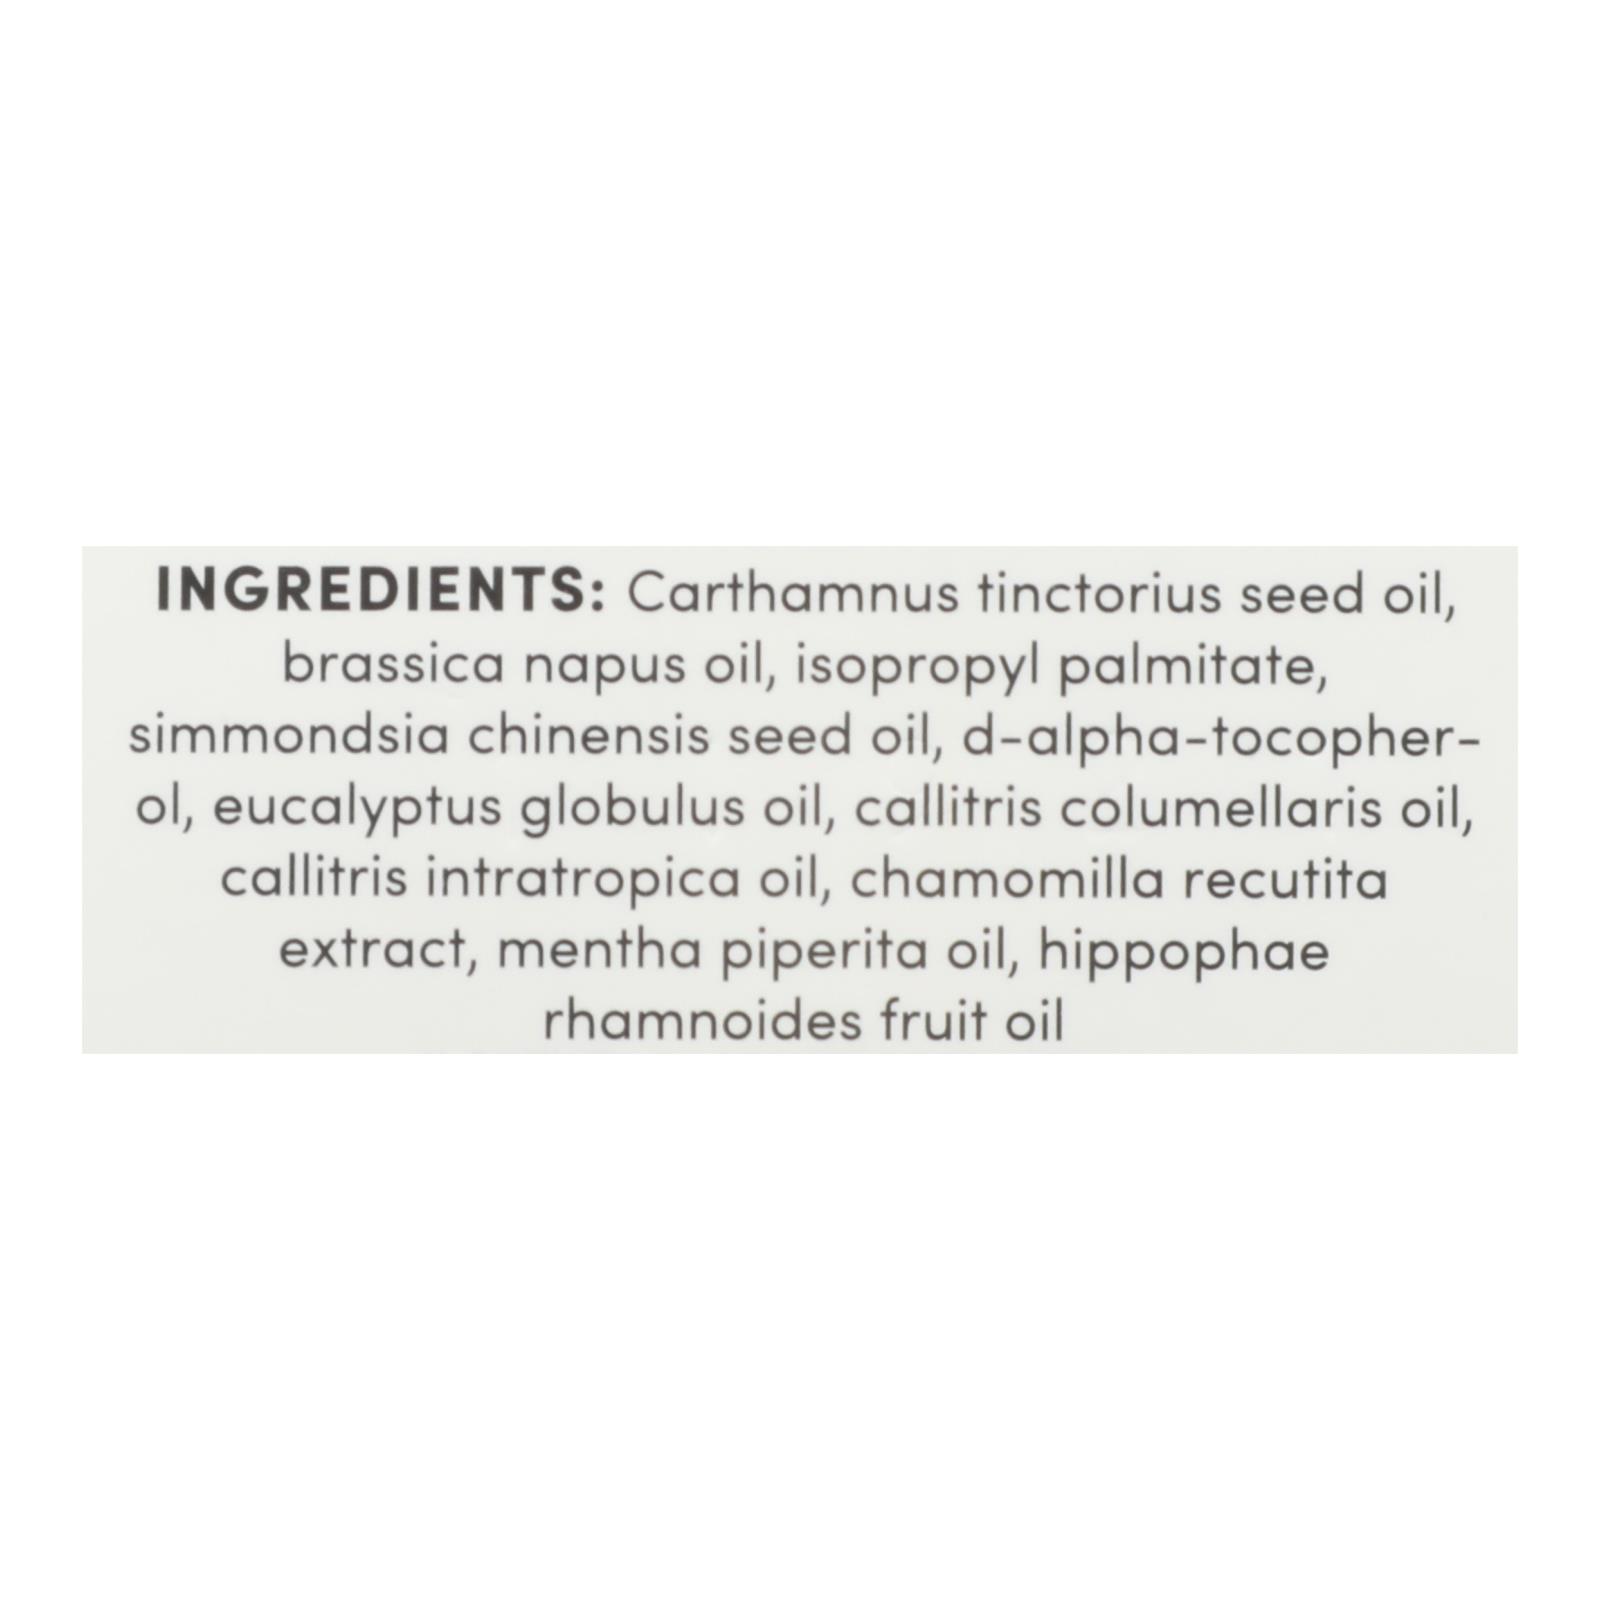 INGREDIENTS: Carthamnus tinctorius seed oil,
brassica napus oil, isopropyl palmitate,
simmondsia chinensis seed oil, d-alpha-tocopher-
ol, eucalyptus globulus oil, callitris columellaris oil,
callitris intratropica oil, chamomilla recutita
extract, mentha piperita oil, hippophae
rhamnoides fruit oil